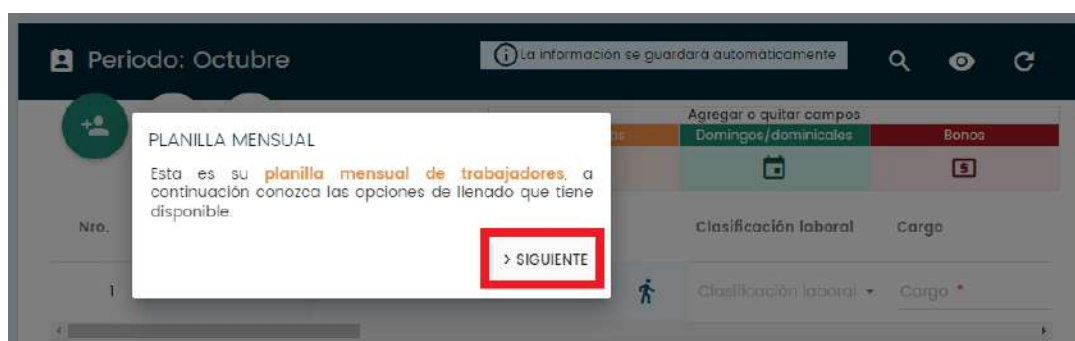 Periodo: Octubre
La información se guardará automáticamente
Agregar o quitar campos
Domingos/dominicales
Bonos
PLANILLA MENSUAL
Esta es su planilla mensual de trabajadores, a
continuación conozca las opciones de llenado que tiene
disponible.
> SIGUIENTE
Nro.
Clasificación laboral
Cargo
1
Clasificación laboral
Cargo *